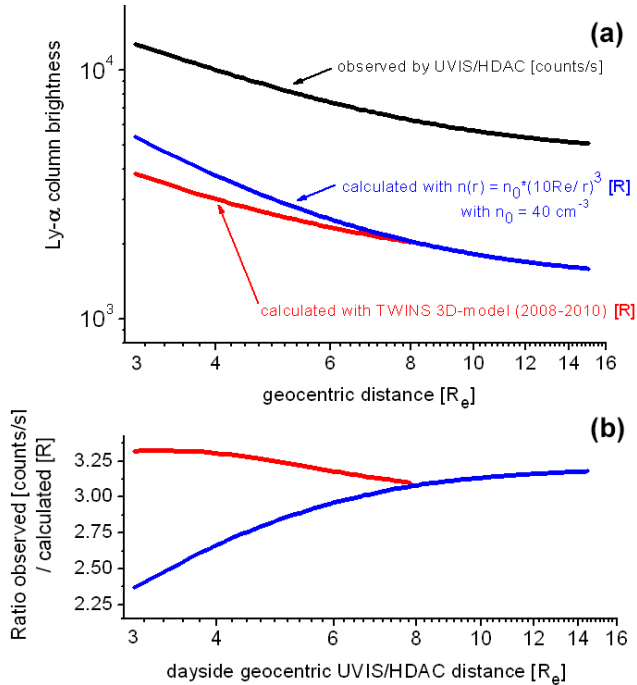 (a)
Ly-α column brightness
10⁴
10³
observed by UVIS/HDAC [counts/s]
calculated with n(r) = n₀*(10Re/ r)³ [R]
with n₀ = 40 cm⁻³
calculated with TWINS 3D-model (2008-2010) [R]
3 4 6 8 10 12 14 16
geocentric distance [Rₑ]
(b)
Ratio observed [counts/s]
/ calculated [R]
3.25
3.00
2.75
2.50
2.25
3 4 6 8 10 12 14 16
dayside geocentric UVIS/HDAC distance [Rₑ]